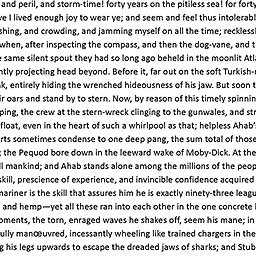 and peril, and storm-time! forty years on the pitiless sea! for forty
ve I lived enough joy to wear ye; and seem and feel thus intolerabl
shing, and crowding, and jamming myself on all the time; reckless
when, after inspecting the compass, and then the dog-vane, and t
e same silent spout they had so long ago beheld in the moonlit Atla
ntly projecting head beyond. Before it, far out on the soft Turkish-r
k, entirely hiding the wrenched hideousness of his jaw. But soon t
ir oars and stand by to stern. Now, by reason of this timely spinnin
ping, the crew at the stern-wreck clinging to the gunwales, and str
float, even in the heart of such a whirlpool as that; helpless Ahab's
rts sometimes condense to one deep pang, the sum total of those
; the Pequod bore down in the leeward wake of Moby-Dick. At the
ll mankind; and Ahab stands alone among the millions of the peop
skill, prescience of experience, and invincible confidence acquired
mariner is the skill that assures him he is exactly ninety-three leagu
and hemp—yet all these ran into each other in the one concrete l
oments, the torn, enraged waves he shakes off, seem his mane; in
fully manœuvred, incessantly wheeling like trained chargers in the
g his legs upwards to escape the dreaded jaws of sharks; and Stub